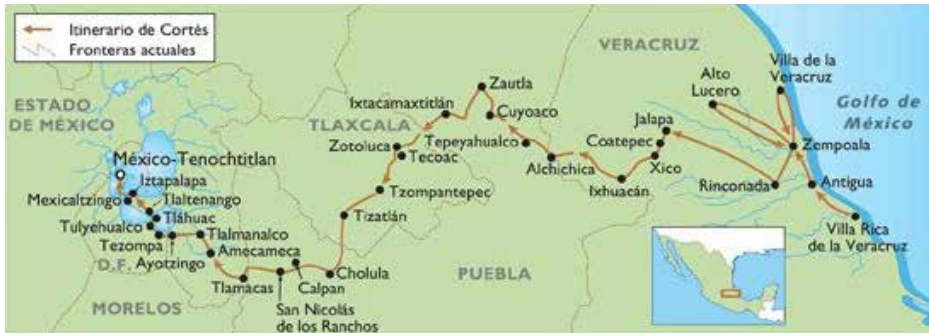 Itinerario de Cortés
Fronteras actuales
VERACRUZ
Villa de la
Veracruz
Alto
Lucero
Zautla
Ixtacamaxtitlán
Cuyoaco
ESTADO
DE MÉXICO
TLAXCALA
Jalapa
Golfo de
México
Zotoluca
Tepeyahualco
Coatepec
Zempoala
México-Tenochtitlan
Tecoac
Alchichica
Xico
Iztapalapa
Ixhuacán
Rinconada
Antigua
Mexicaltzingo
Tlaltenango
Tzompantepec
Tláhuac
Tizatlán
Tulyehualco
Tlalmanalco
Villa Rica
de la Veracruz
Tezompa
Amecameca
D.F.
Ayotzingo
Cholula
PUEBLA
Calpan
Tlamacas
MORELOS
San Nicolás
de los Ranchos